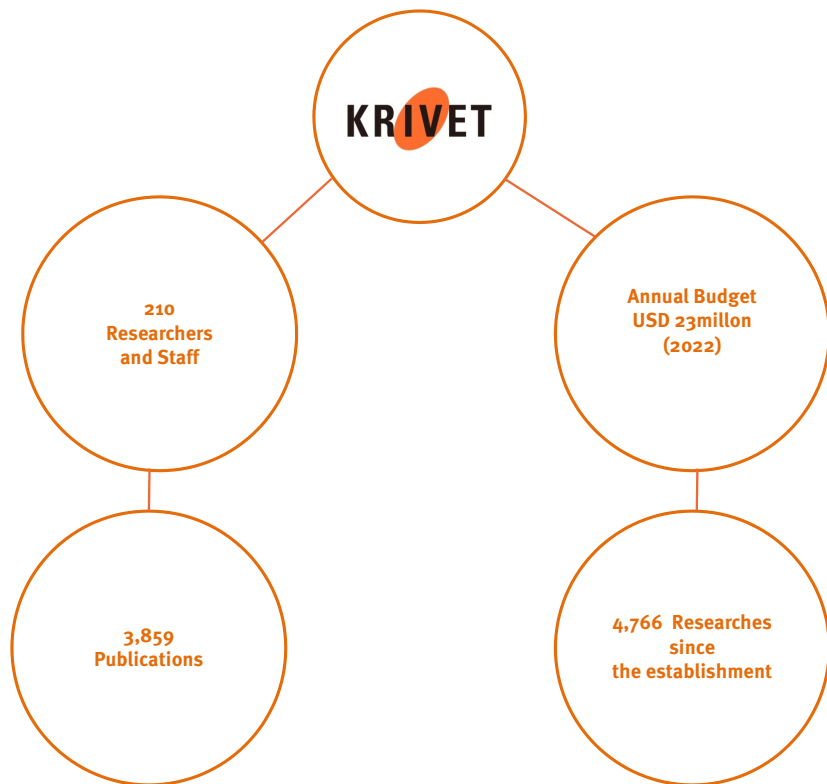 KRIVET
210
Researchers
and Staff
Annual Budget
USD 23millon
(2022)
3,859
Publications
4,766 Researches
since
the establishment